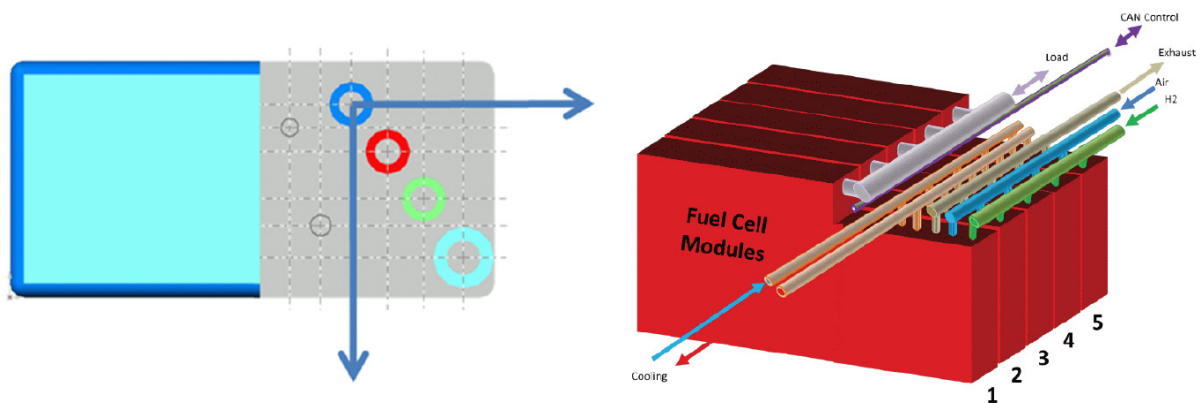 CAN Control
Load
Exhaust
Air
H2
Fuel Cell
Modules
Cooling
1
2
3
4
5